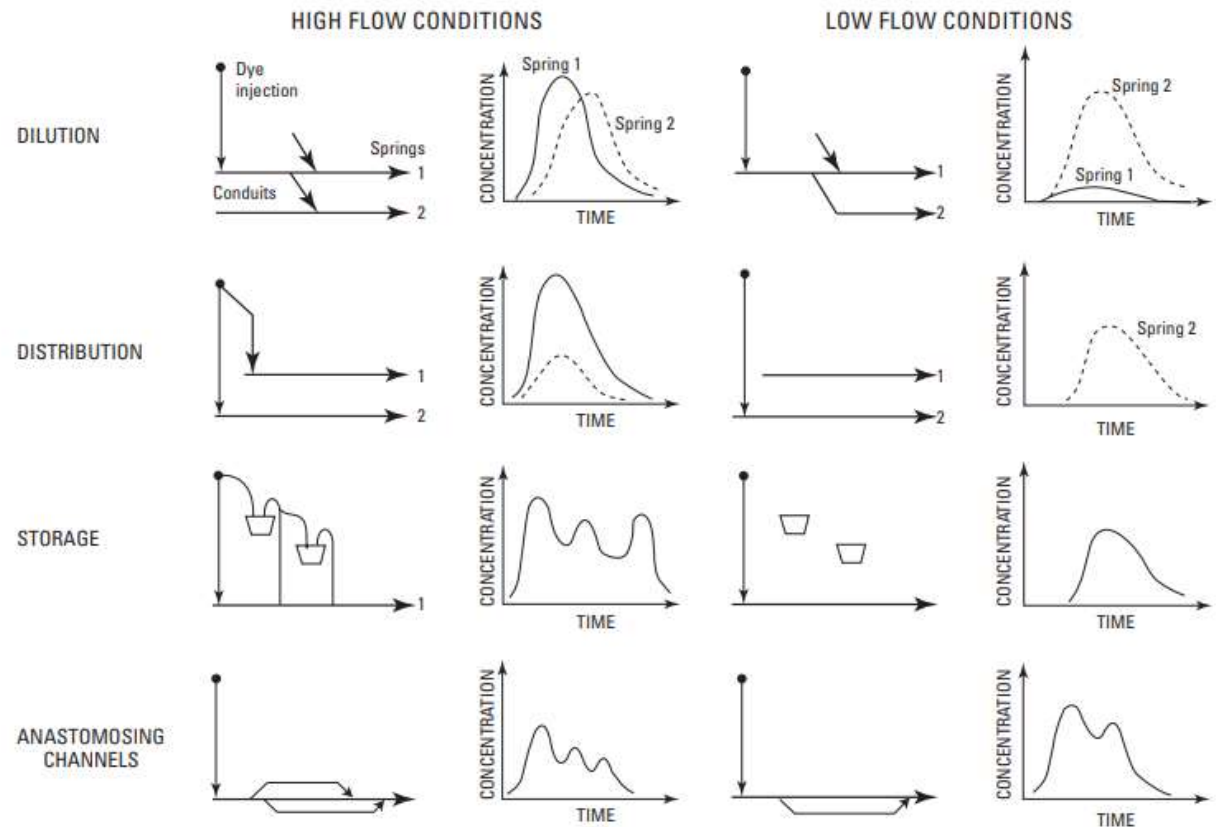 HIGH FLOW CONDITIONS
LOW FLOW CONDITIONS
DILUTION
Dye
injection
Springs
1
Conduits
2
CONCENTRATION
Spring 1
Spring 2
TIME
1
2
CONCENTRATION
Spring 2
Spring 1
TIME
DISTRIBUTION
1
2
CONCENTRATION
TIME
1
2
CONCENTRATION
Spring 2
TIME
STORAGE
1
CONCENTRATION
TIME
CONCENTRATION
TIME
ANASTOMOSING
CHANNELS
CONCENTRATION
TIME
CONCENTRATION
TIME